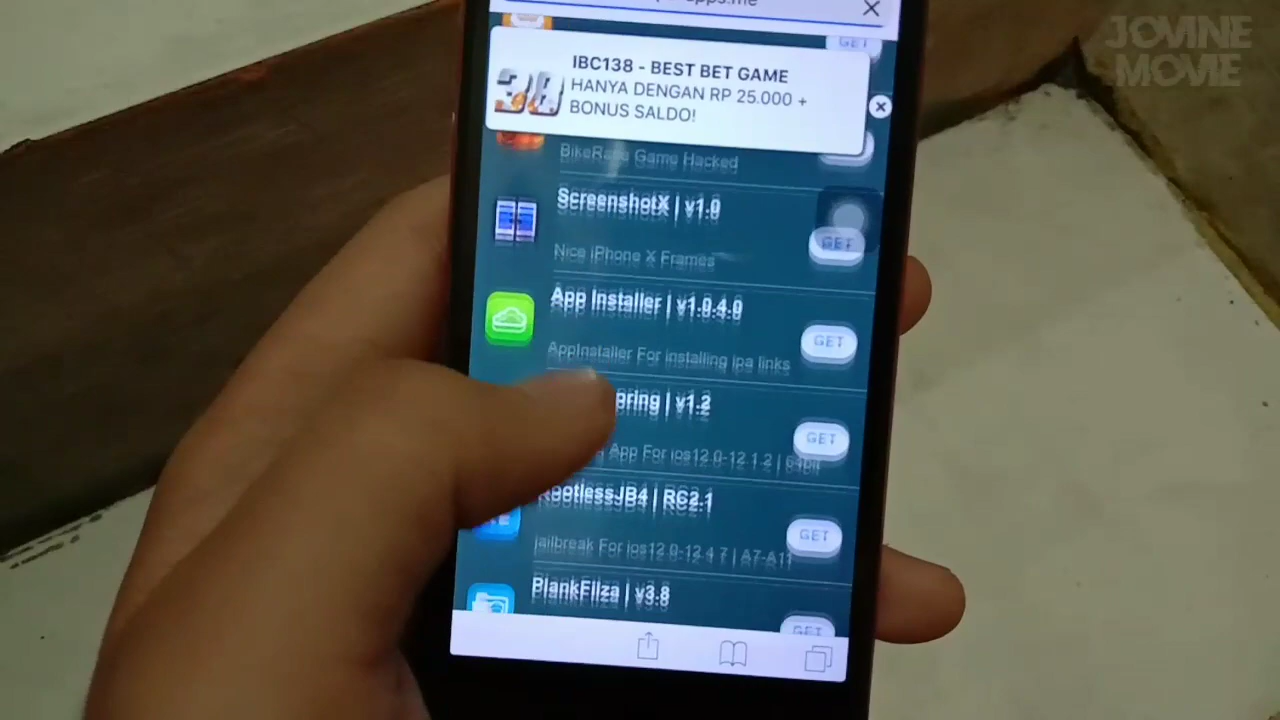 JOVINE
MOVIE
GET
IBC138 - BEST BET GAME
HANYA DENGAN RP 25.000 +
BONUS SALDO!
BikeRace Game Hacked
ScreenshotX | v1.0
GET
Nice iPhone X Frames
App Installer | v1.0.4.0
GET
AppInstaller For installing ipa links
pring | v1.2
GET
App For ios12.0-12.1.2 | 64bit
RootlessJB4 | RC2.1
GET
jailbreak For ios12.0-12.4.7 | A7-A11
PlankFilza | v3.8
GET